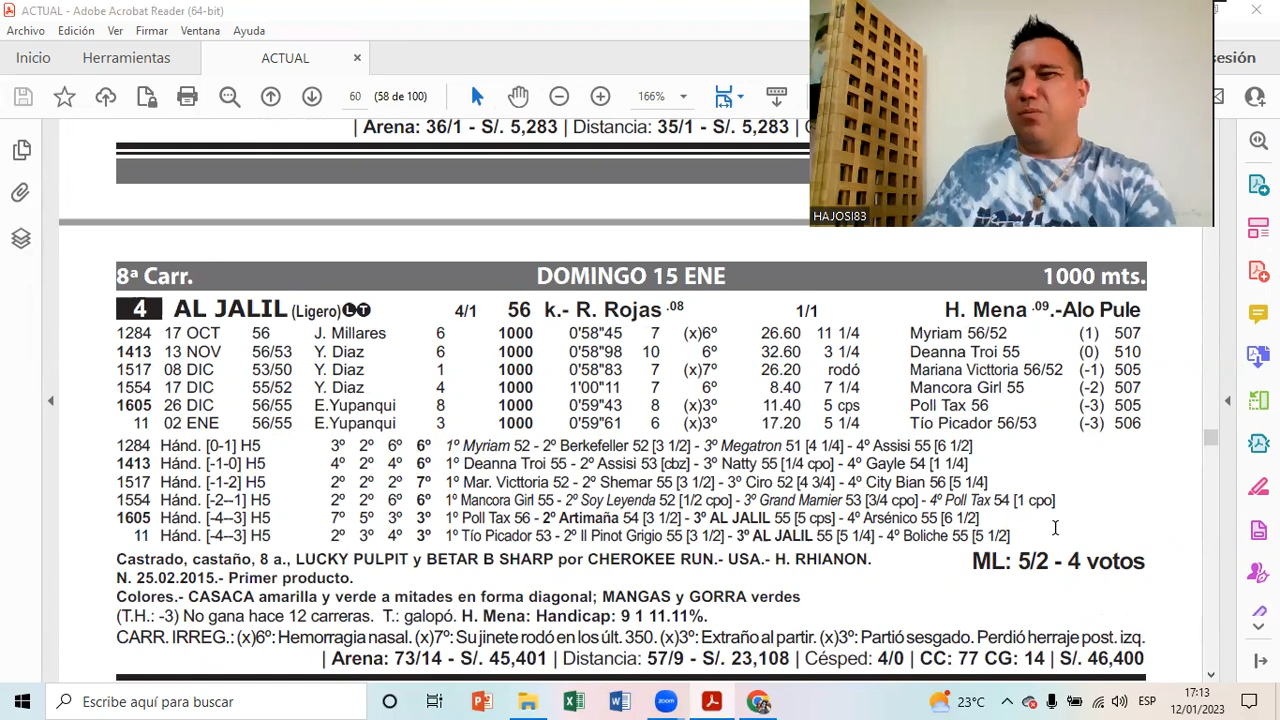 ACTUAL - Adobe Acrobat Reader (64-bit)
Archivo Edición Ver Firmar Ventana Ayuda
Inicio Herramientas ACTUAL × sesión
60 (58 de 100) 166%
| Arena: 36/1 - S/. 5,283 | Distancia: 35/1 - S/. 5,283 |
HAJOSI83
8ª Carr. DOMINGO 15 ENE 1000 mts.
4 AL JALIL (Ligero) L T 4/1 56 k.- R. Rojas .08 1/1 H. Mena .09.-Alo Pule
1284 17 OCT 56 J. Millares 6 1000 0'58"45 7 (x)6º 26.60 11 1/4 Myriam 56/52 (1) 507
1413 13 NOV 56/53 Y. Diaz 6 1000 0'58"98 10 6º 32.60 3 1/4 Deanna Troi 55 (0) 510
1517 08 DIC 53/50 Y. Diaz 1 1000 0'58"83 7 (x)7º 26.20 rodó Mariana Victtoria 56/52 (-1) 505
1554 17 DIC 55/52 Y. Diaz 4 1000 1'00"11 7 6º 8.40 7 1/4 Mancora Girl 55 (-2) 507
1605 26 DIC 56/55 E.Yupanqui 8 1000 0'59"43 8 (x)3º 11.40 5 cps Poll Tax 56 (-3) 505
11 02 ENE 56/55 E.Yupanqui 3 1000 0'59"61 6 (x)3º 17.20 5 1/4 Tío Picador 56/53 (-3) 506
1284 Hánd. [0-1] H5 3º 2º 6º 6º 1º Myriam 52 - 2º Berkefeller 52 [3 1/2] - 3º Megatron 51 [4 1/4] - 4º Assisi 55 [6 1/2]
1413 Hánd. [-1-0] H5 4º 2º 4º 6º 1º Deanna Troi 55 - 2º Assisi 53 [cbz] - 3º Natty 55 [1/4 cpo] - 4º Gayle 54 [1 1/4]
1517 Hánd. [-1-2] H5 2º 2º 2º 7º 1º Mar. Victtoria 52 - 2º Shemar 55 [3 1/2] - 3º Ciro 52 [4 3/4] - 4º City Bian 56 [5 1/4]
1554 Hánd. [-2--1] H5 2º 2º 6º 6º 1º Mancora Girl 55 - 2º Soy Leyenda 52 [1/2 cpo] - 3º Grand Marnier 53 [3/4 cpo] - 4º Poll Tax 54 [1 cpo]
1605 Hánd. [-4--3] H5 7º 5º 3º 3º 1º Poll Tax 56 - 2º Artimaña 54 [3 1/2] - 3º AL JALIL 55 [5 cps] - 4º Arsénico 55 [6 1/2]
11 Hánd. [-4--3] H5 2º 3º 4º 3º 1º Tío Picador 53 - 2º Il Pinot Grigio 55 [3 1/2] - 3º AL JALIL 55 [5 1/4] - 4º Boliche 55 [5 1/2]
Castrado, castaño, 8 a., LUCKY PULPIT y BETAR B SHARP por CHEROKEE RUN.- USA.- H. RHIANON. ML: 5/2 - 4 votos
N. 25.02.2015.- Primer producto.
Colores.- CASACA amarilla y verde a mitades en forma diagonal; MANGAS y GORRA verdes
(T.H.: -3) No gana hace 12 carreras. T.: galopó. H. Mena: Handicap: 9 1 11.11%.
CARR. IRREG.: (x)6º: Hemorragia nasal. (x)7º: Su jinete rodó en los últ. 350. (x)3º: Extraño al partir. (x)3º: Partió sesgado. Perdió herraje post. izq.
| Arena: 73/14 - S/. 45,401 | Distancia: 57/9 - S/. 23,108 | Césped: 4/0 | CC: 77 CG: 14 | S/. 46,400
Escribe aquí para buscar 23°C ESP 17:13
12/01/2023